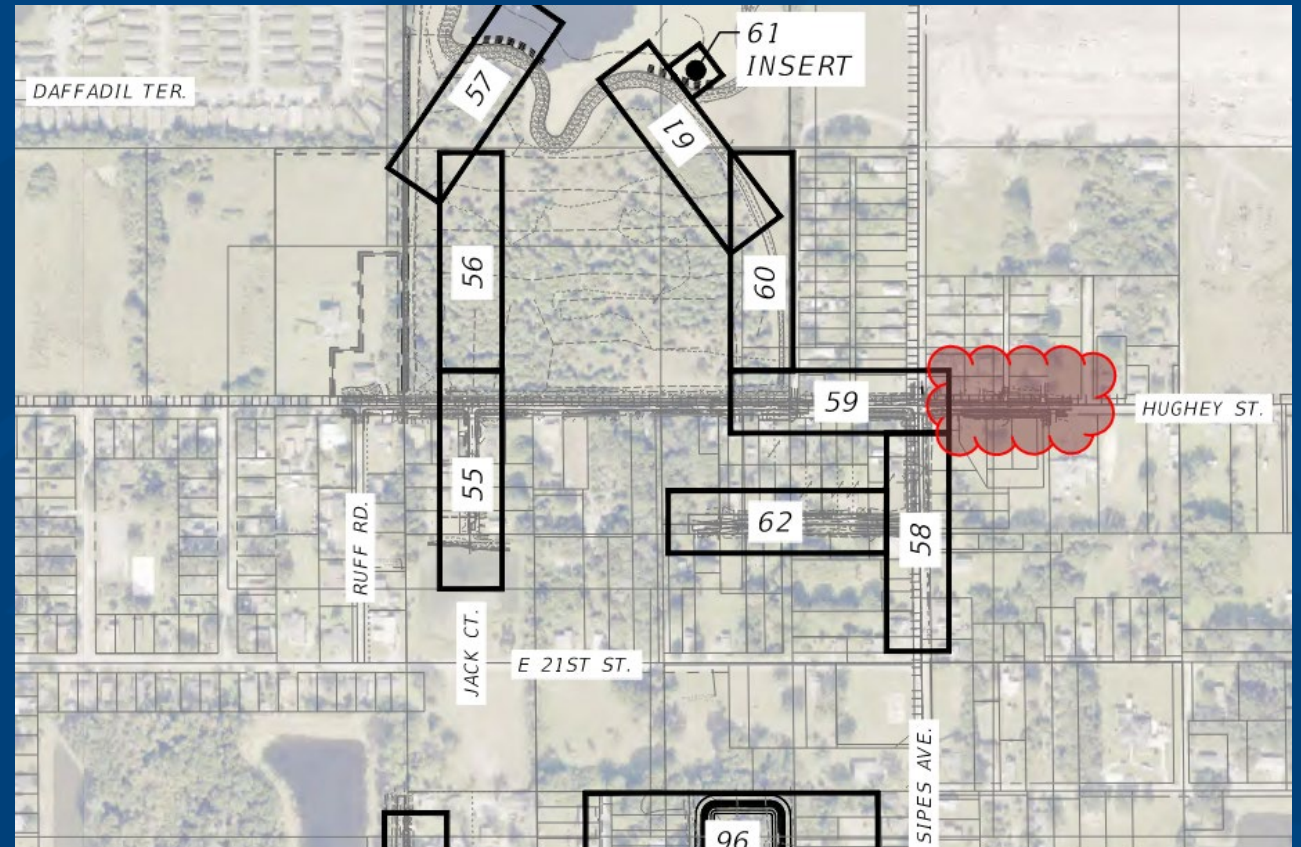 61
INSERT
57
DAFFADIL TER.
61
56
60
59
HUGHEY ST.
55
62
58
RUFF RD.
JACK CT.
E 21ST ST.
SIPES AVE.
96